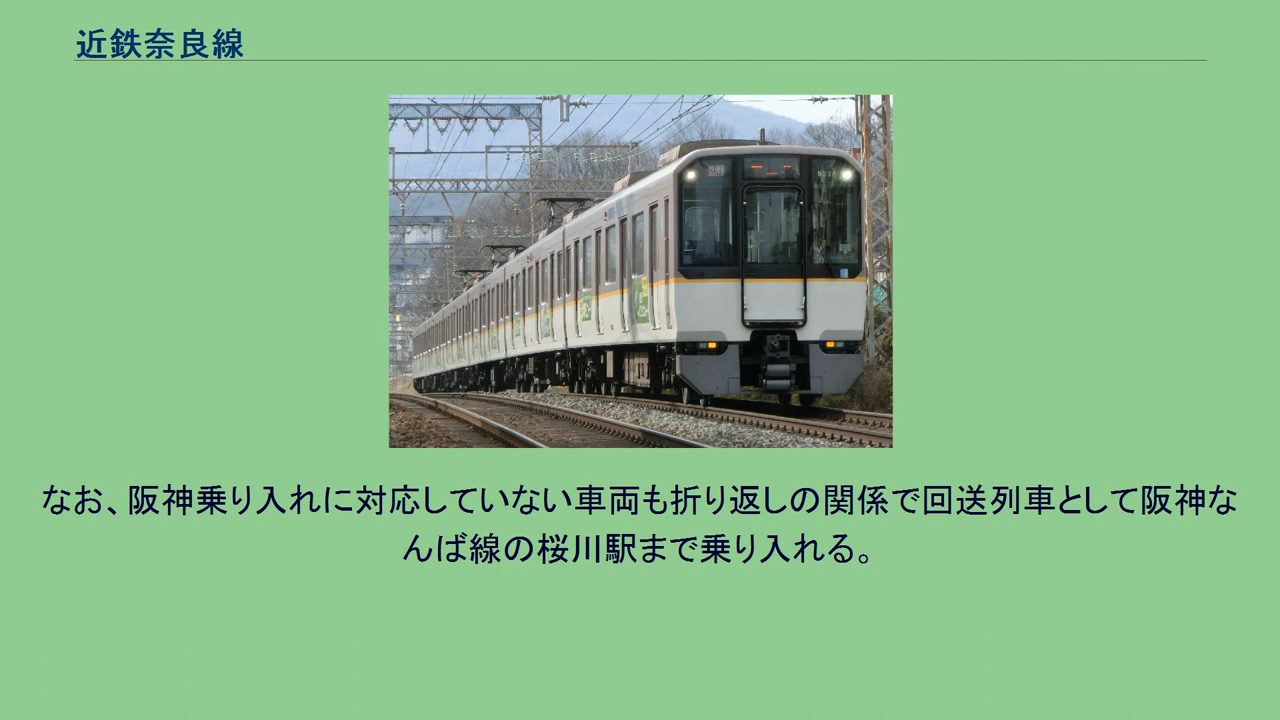 近鉄奈良線
なお、阪神乗り入れに対応していない車両も折り返しの関係で回送列車として阪神な
んば線の桜川駅まで乗り入れる。